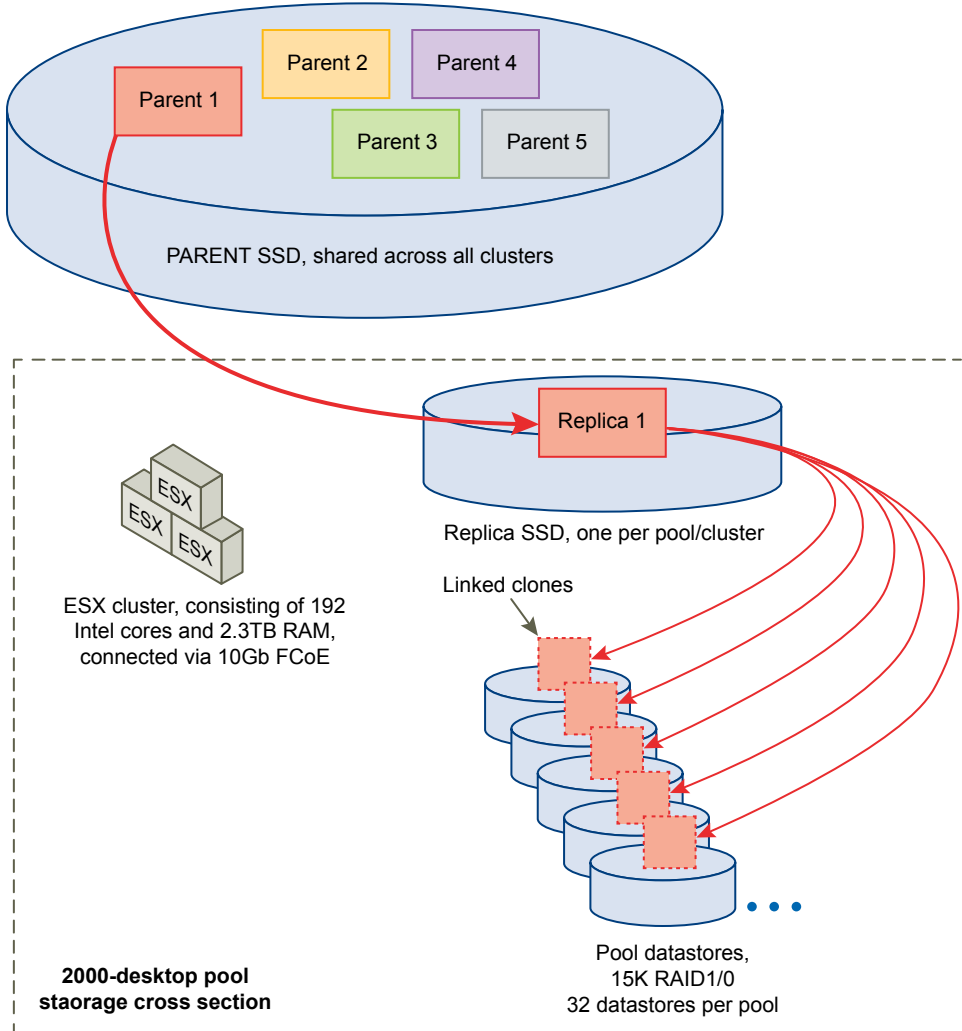 Parent 1
Parent 2
Parent 4
Parent 3
Parent 5
PARENT SSD, shared across all clusters
Replica 1
Replica SSD, one per pool/cluster
ESX
ESX
ESX
ESX cluster, consisting of 192
Intel cores and 2.3TB RAM,
connected via 10Gb FCoE
Linked clones
Pool datastores,
15K RAID1/0
32 datastores per pool
2000-desktop pool
staorage cross section